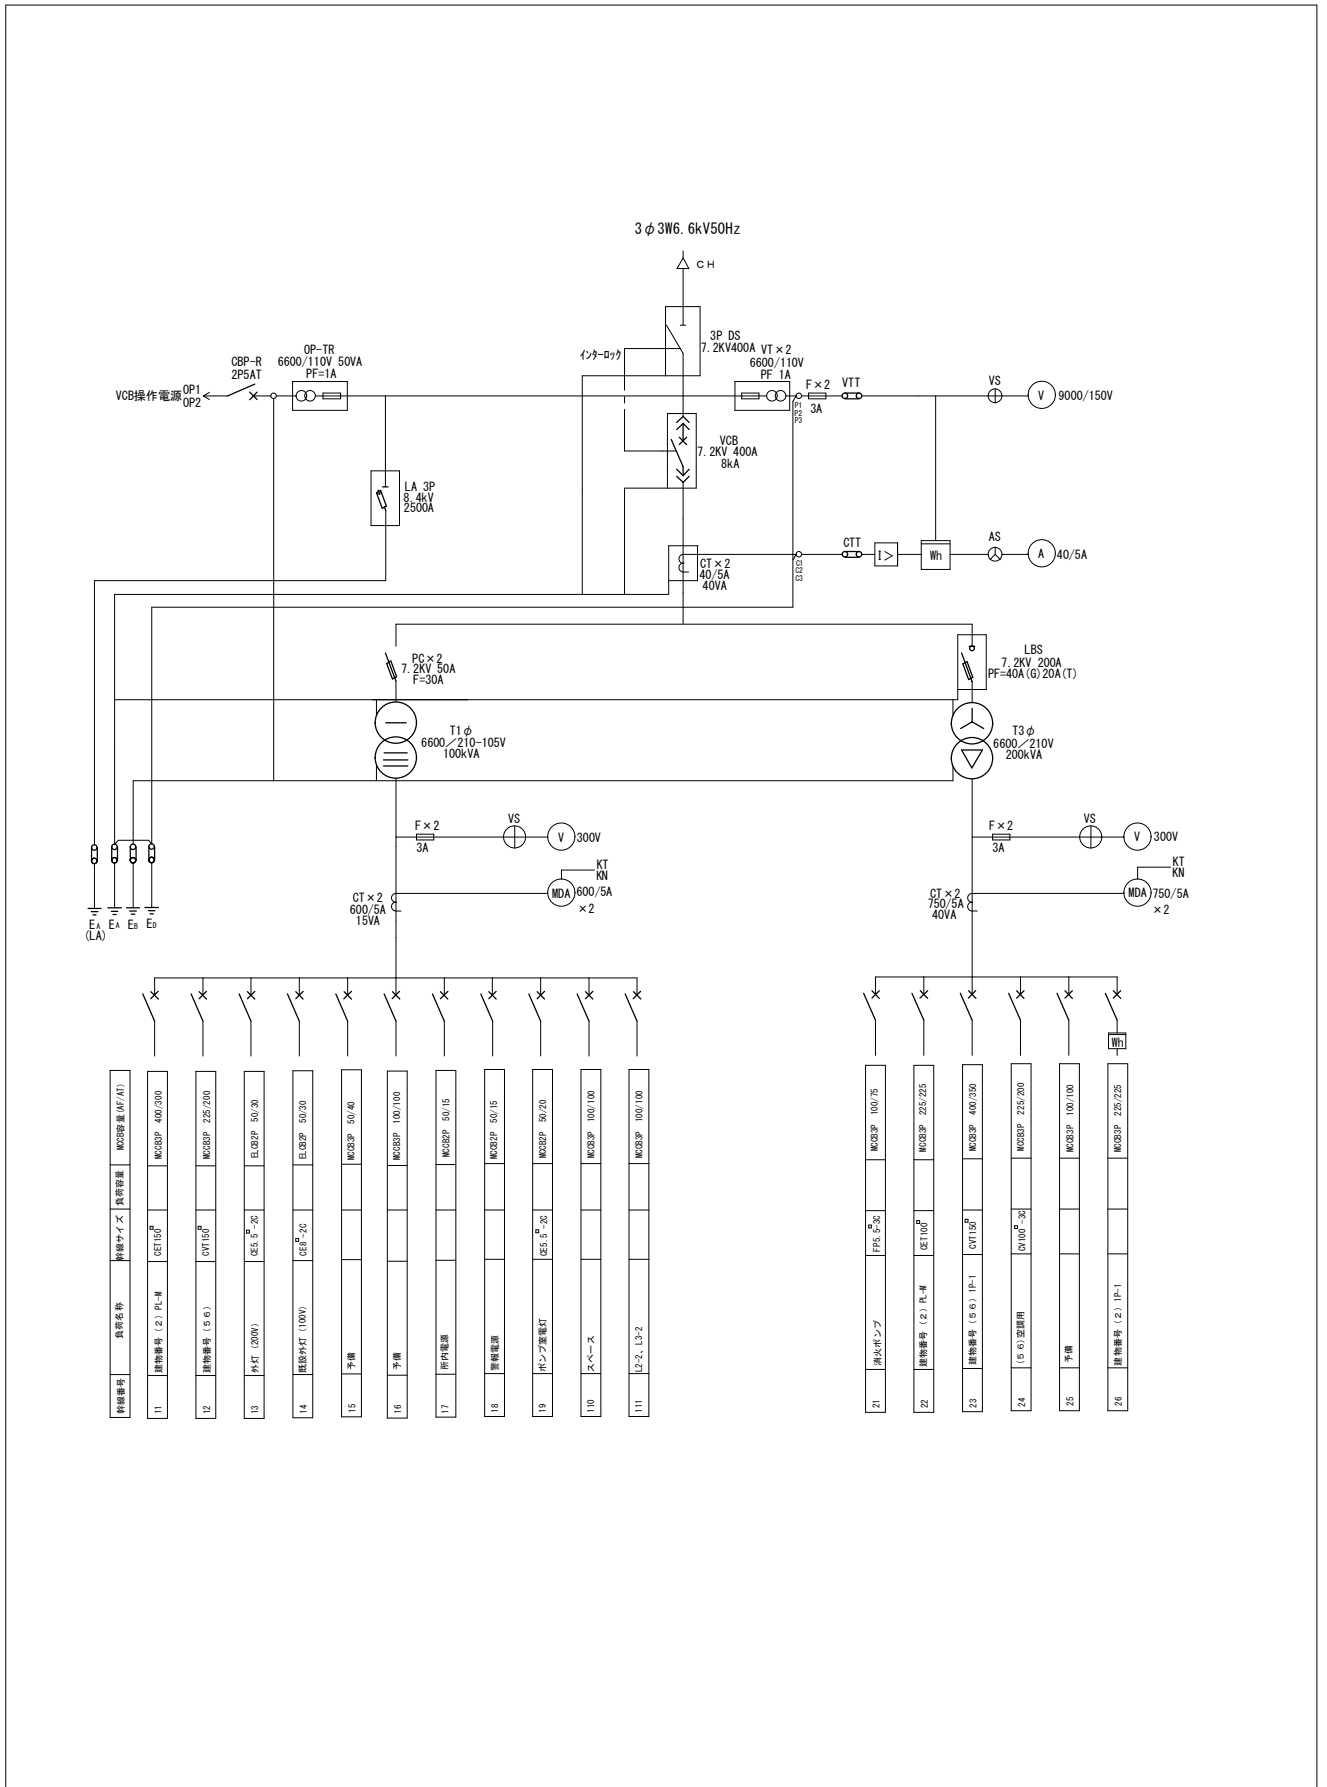 3φ3W6.6kV50Hz
CH
3P DS
7.2KV400A
インターロック
VT×2
6600/110V
PF 1A
F×2
3A
VTT
VS
V
9000/150V
OP-TR
6600/110V 50VA
PF=1A
CBP-R
2P5AT
VCB操作電源
OP1
OP2
P1
P2
P3
VCB
7.2KV 400A
8kA
LA 3P
8.4kV
2500A
CT×2
40/5A
40VA
C3
CTT
I>
Wh
AS
A
40/5A
PC×2
7.2KV 50A
F=30A
LBS
7.2KV 200A
PF=40A(G)20A(T)
T1φ
6600/210-105V
100kVA
T3φ
6600/210V
200kVA
F×2
3A
VS
V
300V
F×2
3A
VS
V
300V
CT×2
600/5A
15VA
KT
KN
MDA
600/5A
×2
CT×2
750/5A
40VA
KT
KN
MDA
750/5A
×2
EA
(LA)
EA
EB
ED
Wh
幹線番号 負荷名称 幹線サイズ 負荷容量 MCCB容量(AF/AT)
11 建物番号(2)PL-M CET150□ MCCB3P 400/300
12 建物番号(56) CVT150□ MCCB3P 225/200
13 外灯(200V) CE5.5□-2C ELCB2P 50/30
14 既設外灯(100V) CE8□-2C ELCB2P 50/30
15 予備 MCCB3P 50/40
16 予備 MCCB3P 100/100
17 所内電源 MCCB2P 50/15
18 警報電源 MCCB2P 50/15
19 ポンプ室電灯 CE5.5□-2C MCCB2P 50/20
110 スペース MCCB3P 100/100
111 L2-2、L3-2 MCCB3P 100/100
21 消火ポンプ FP5.5-3C MCCB3P 100/75
22 建物番号(2)PL-M CET100□ MCCB3P 225/225
23 建物番号(56)1P-1 CVT150□ MCCB3P 400/350
24 (56)空調用 CV100□-3C MCCB3P 225/200
25 予備 MCCB3P 100/100
26 建物番号(2)1P-1 MCCB3P 225/225